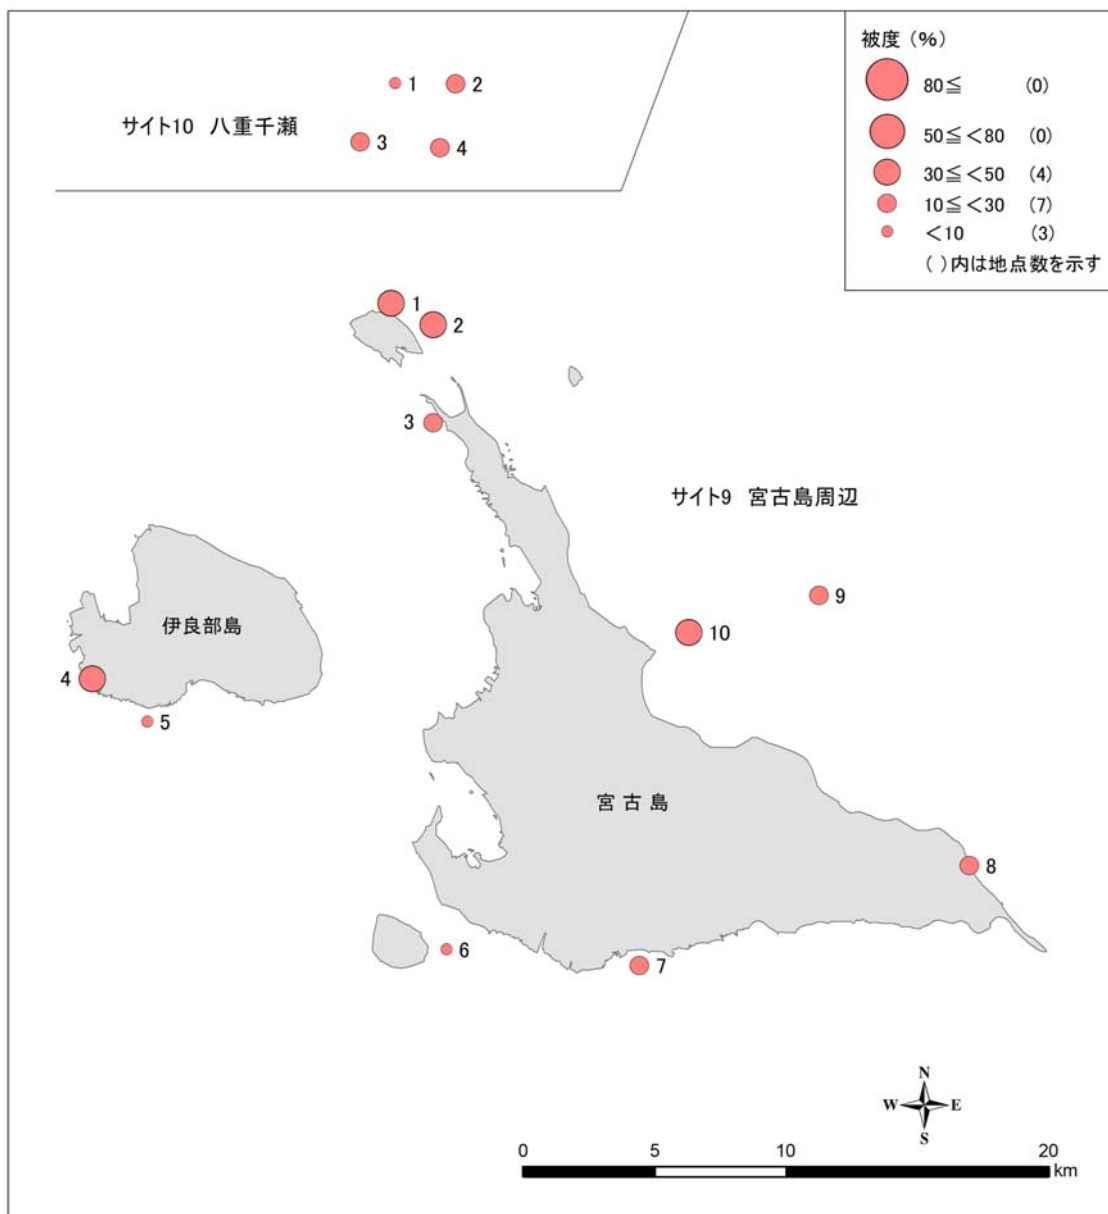 被度 (%)
80≦ (0)
50≦ <80 (0)
30≦ <50 (4)
10≦ <30 (7)
<10 (3)
( )内は地点数を示す
1
2
サイト10 八重千瀬
3
4
1
2
3
サイト9 宮古島周辺
9
伊良部島
10
4
5
宮古島
8
6
7
N
W E
S
0 5 10 20
km